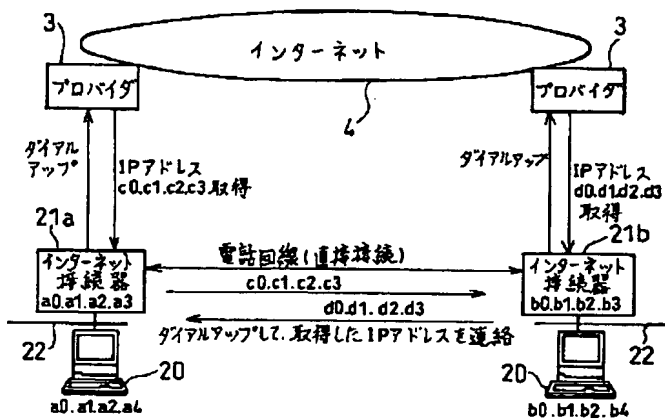 3
インターネット
3
プロバイダ
プロバイダ
4
ダイアル
アップ
IPアドレス
c0.c1.c2.c3.取得
ダイアルアップ
IPアドレス
d0.d1.d2.d3
取得
21a
21b
インターネット
接続器
a0.a1.a2.a3
電話回線(直接接続)
c0.c1.c2.c3
d0.d1.d2.d3
ダイアルアップして、取得したIPアドレスを連絡
インターネット
接続器
b0.b1.b2.b3
22
20
a0.a1.a2.a4
22
20
b0.b1.b2.b4